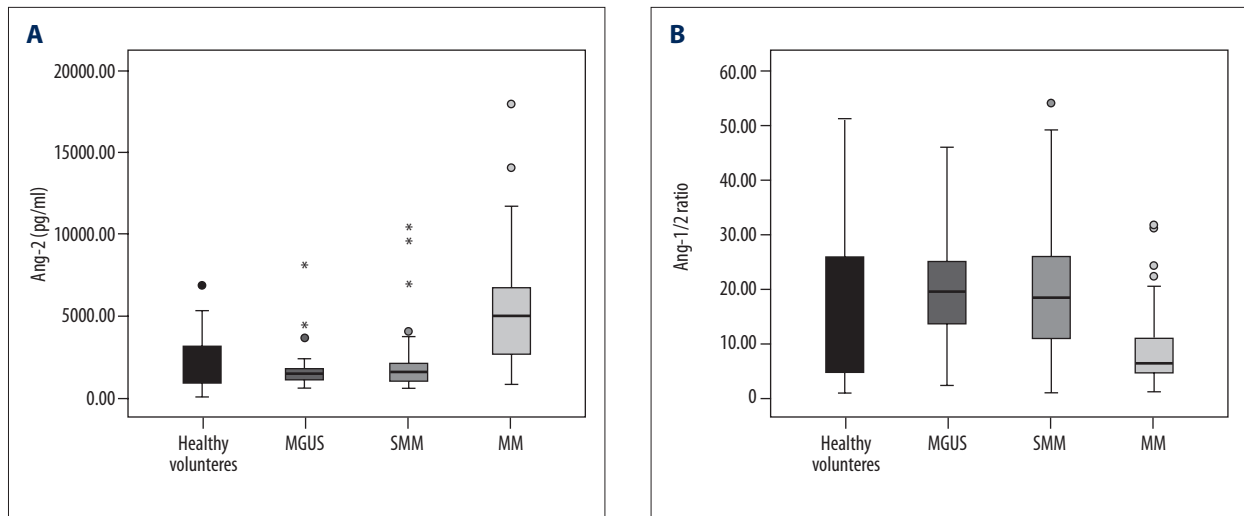 A
Ang-2 (pg/ml)
20000.00
15000.00
10000.00
5000.00
0.00
Healthy
volunteres
MGUS
SMM
MM
B
Ang-1/2 ratio
60.00
50.00
40.00
30.00
20.00
10.00
0
Healthy
volunteres
MGUS
SMM
MM